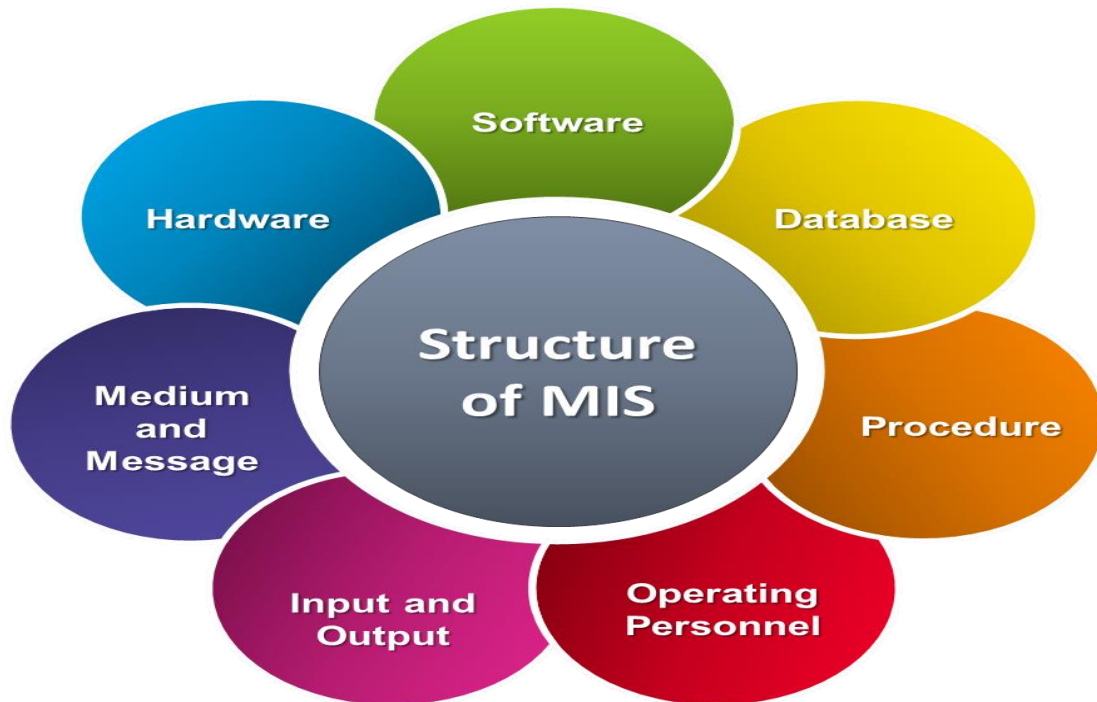 Software
Hardware
Database
Structure
of MIS
Medium
and
Message
Procedure
Input and
Output
Operating
Personnel